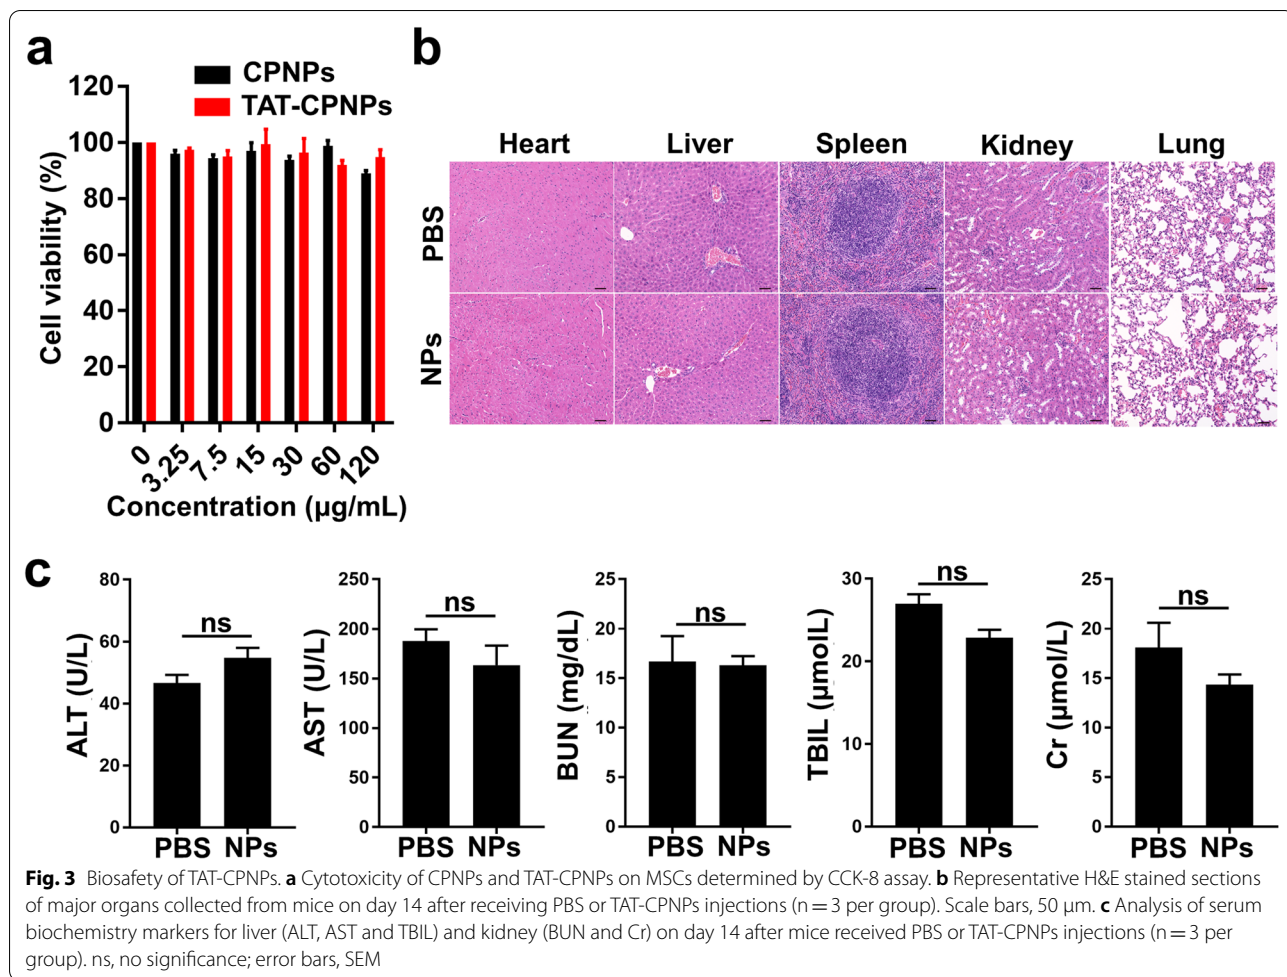 a
CPNPs
TAT-CPNPs
120
100
80
60
40
20
0
Cell viability (%)
0
3.25
7.5
15
30
60
120
Concentration (µg/mL)
b
Heart Liver Spleen Kidney Lung
PBS
NPs
c
80
60
40
20
0
ALT (U/L)
ns
PBS NPs
250
200
150
100
50
0
AST (U/L)
ns
PBS NPs
25
20
15
10
5
0
BUN (mg/dL)
ns
PBS NPs
30
20
10
0
TBIL (µmolL)
ns
PBS NPs
25
20
15
10
5
0
Cr (µmol/L)
ns
PBS NPs
Fig. 3 Biosafety of TAT-CPNPs. a Cytotoxicity of CPNPs and TAT-CPNPs on MSCs determined by CCK-8 assay. b Representative H&E stained sections
of major organs collected from mice on day 14 after receiving PBS or TAT-CPNPs injections (n = 3 per group). Scale bars, 50 µm. c Analysis of serum
biochemistry markers for liver (ALT, AST and TBIL) and kidney (BUN and Cr) on day 14 after mice received PBS or TAT-CPNPs injections (n = 3 per
group). ns, no significance; error bars, SEM